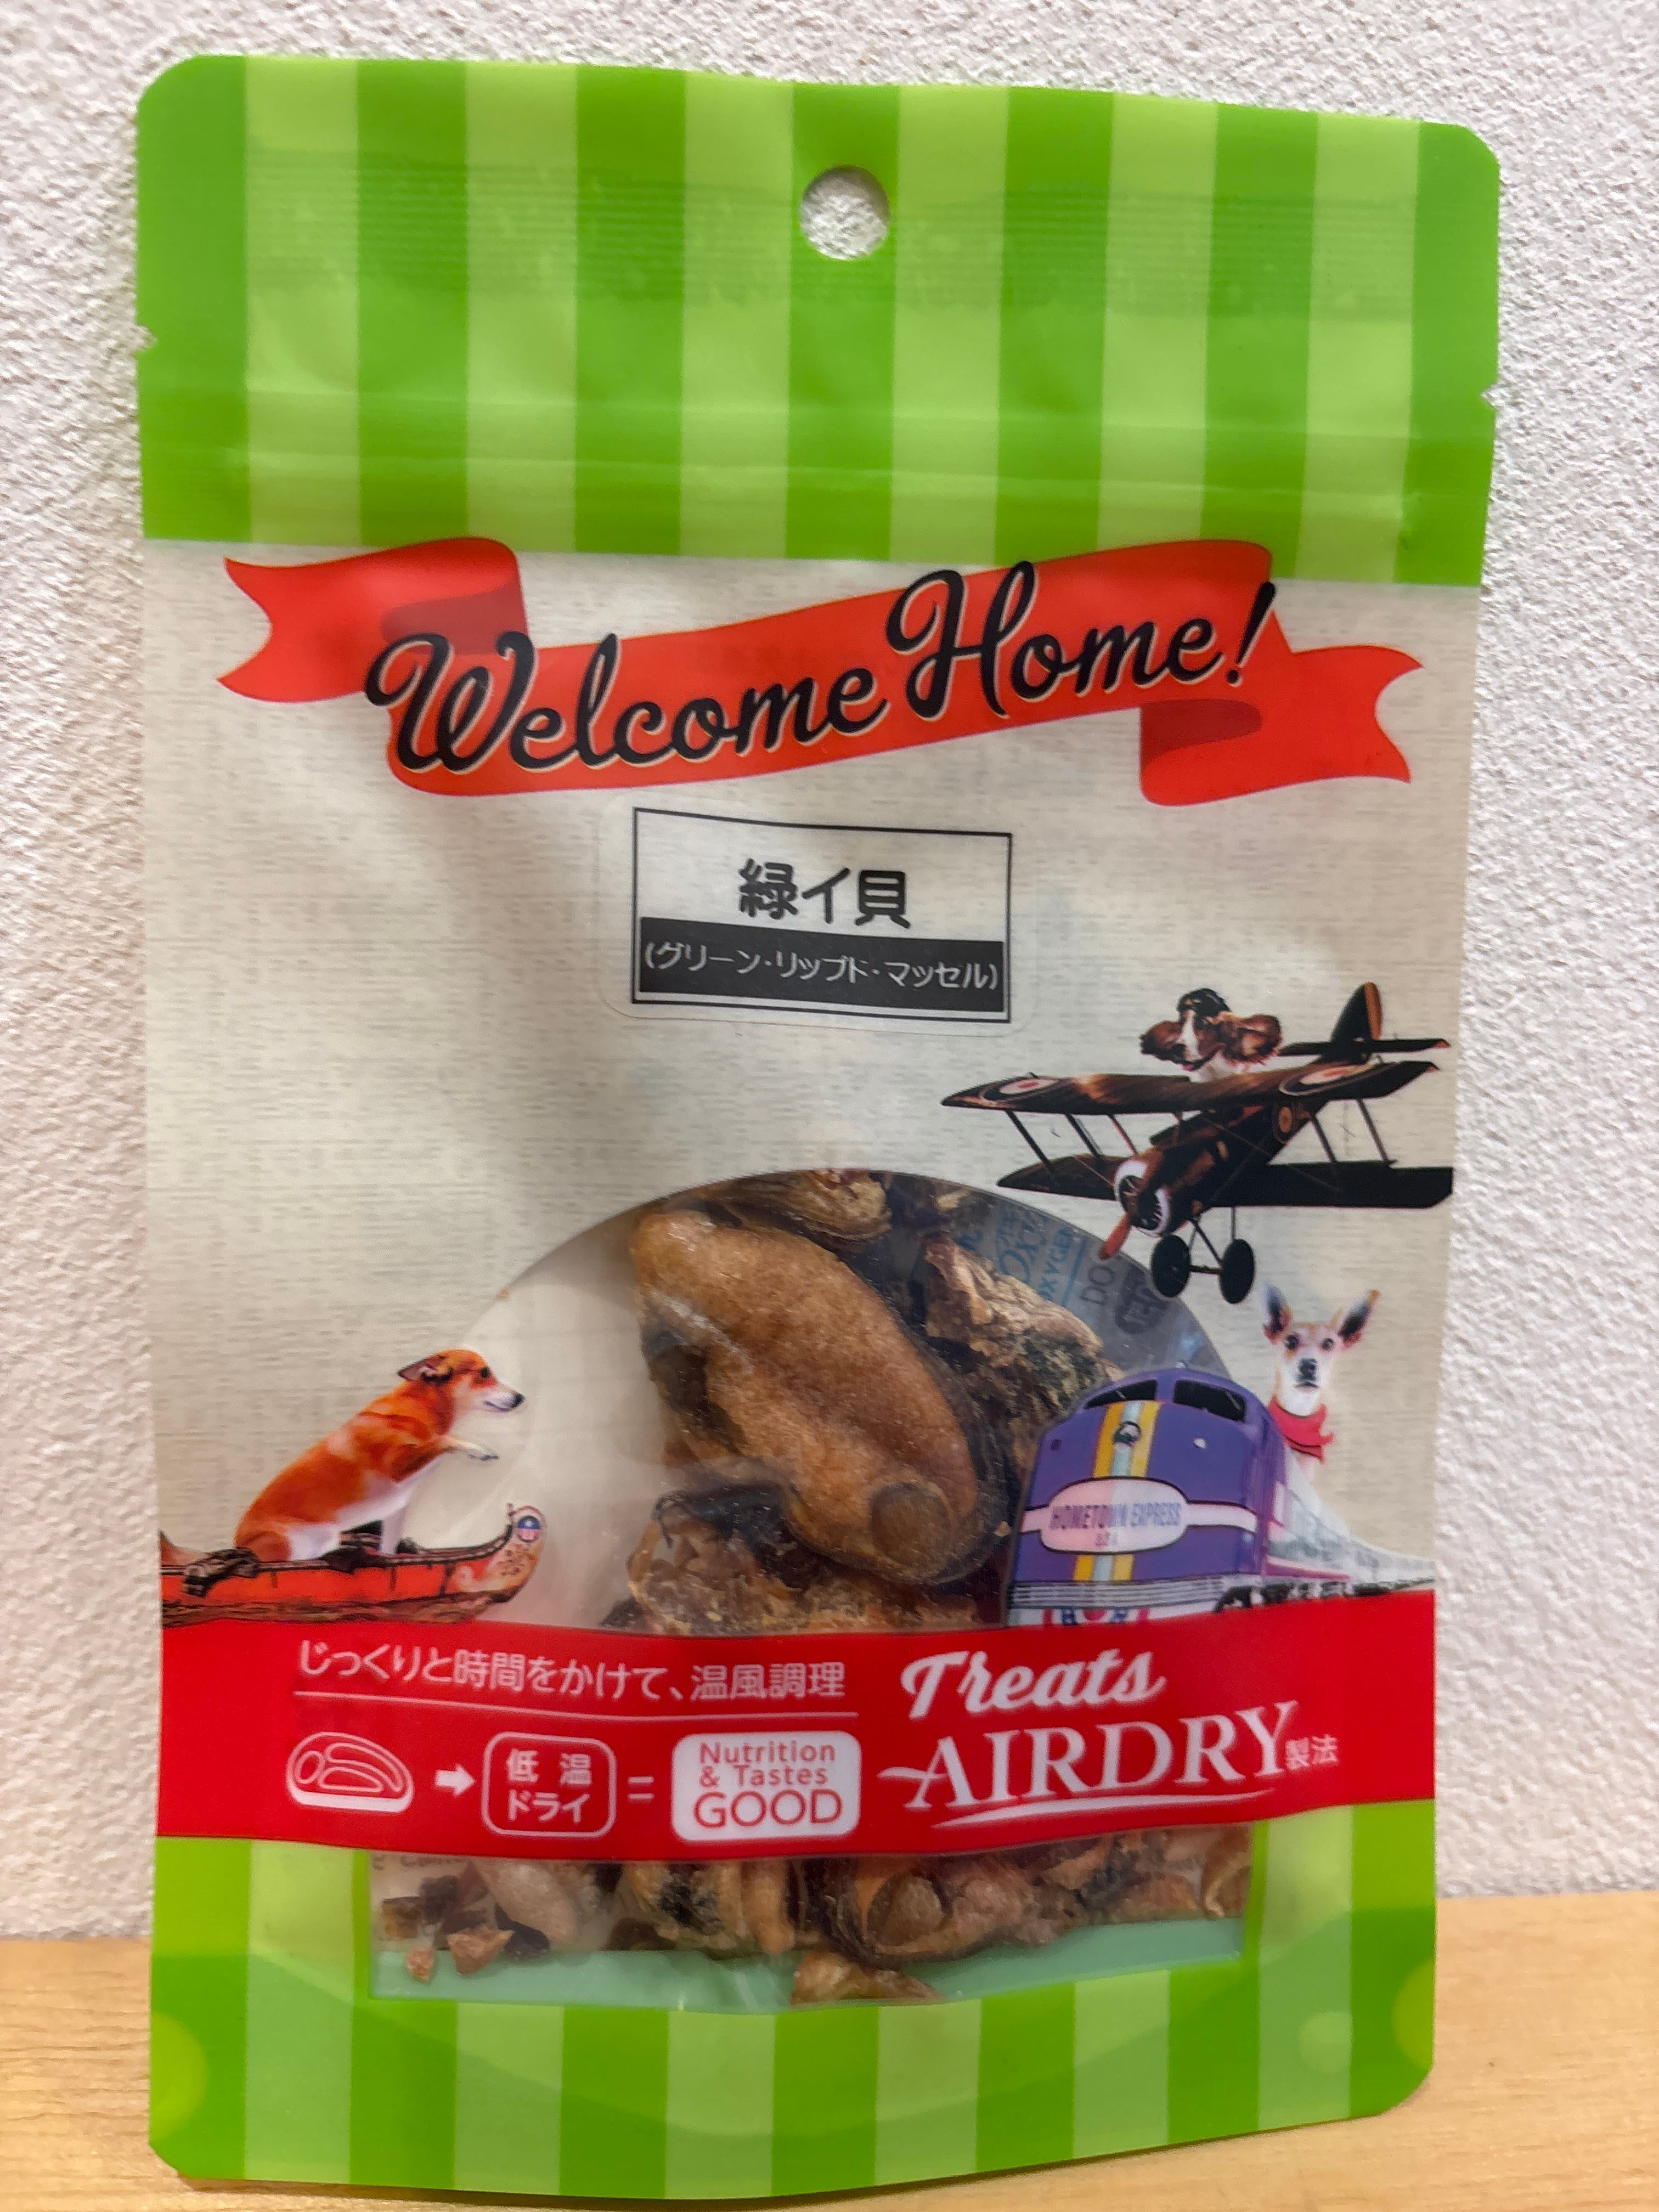 Welcome Home!
緑イ貝
(グリーン・リップド・マッセル)
HOMETOWN EXPRESS
じっくりと時間をかけて、温風調理
低温
ドライ
=
Nutrition
& Tastes
GOOD
Treats
AIRDRY製法